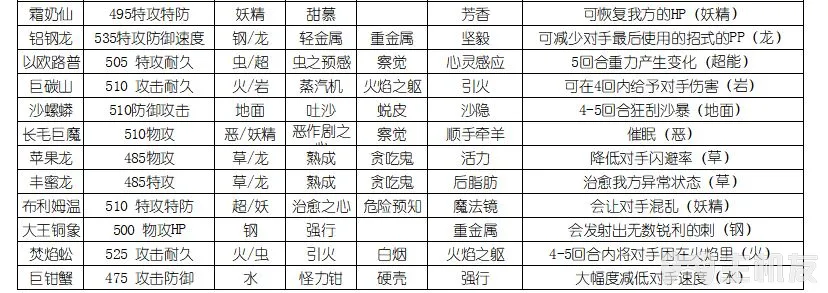 霜奶仙 495特攻特防 妖精 甜慕 芳香 可恢复我方的HP (妖精)
铝钢龙 535特攻防御速度 钢/龙 轻金属 重金属 坚毅 可减少对手最后使用的招式的PP (龙)
以欧路普 505 特攻耐久 虫/超 虫之预感 察觉 心灵感应 5回合重力产生变化 (超能)
巨碳山 510 攻击耐久 火/岩 蒸汽机 火焰之躯 引火 可在4回内给予对手伤害 (岩)
沙螺蟒 510防御攻击 地面 吐沙 蜕皮 沙隐 4-5回合狂刮沙暴 (地面)
长毛巨魔 510物攻 恶/妖精 恶作剧之心 察觉 顺手牵羊 催眠 (恶)
苹果龙 485物攻 草/龙 熟成 贪吃鬼 活力 降低对手闪避率 (草)
丰蜜龙 485特攻 草/龙 熟成 贪吃鬼 后脂肪 治愈我方异常状态 (草)
布利姆温 510 特攻特防 超/妖 治愈之心 危险预知 魔法镜 会让对手混乱 (妖精)
大王铜象 500 物攻HP 钢 强行 重金属 会发射出无数锐利的刺 (钢)
焚焰蚣 525 攻击耐久 火/虫 引火 白烟 火焰之躯 4-5回合内将对手困在火焰里 (火)
巨钳蟹 475 攻击防御 水 怪力钳 硬壳 强行 大幅度减低对手速度 (水)